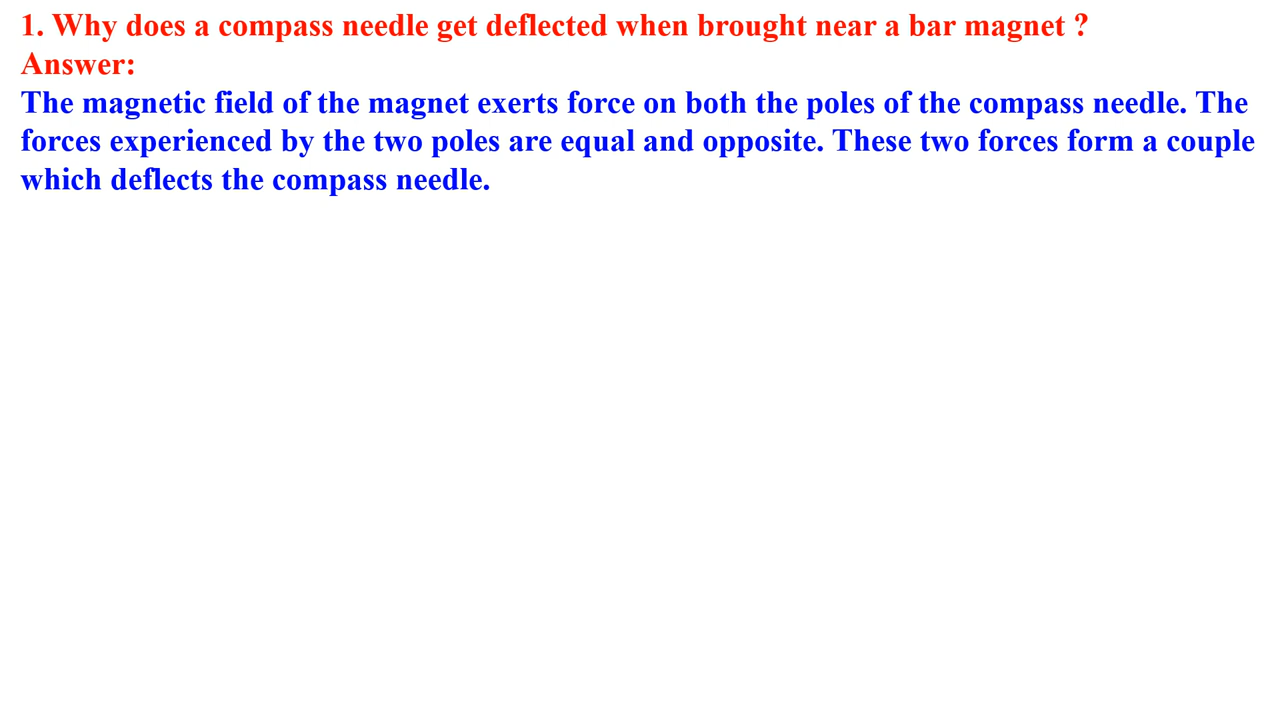 1. Why does a compass needle get deflected when brought near a bar magnet ?
Answer:
The magnetic field of the magnet exerts force on both the poles of the compass needle. The
forces experienced by the two poles are equal and opposite. These two forces form a couple
which deflects the compass needle.